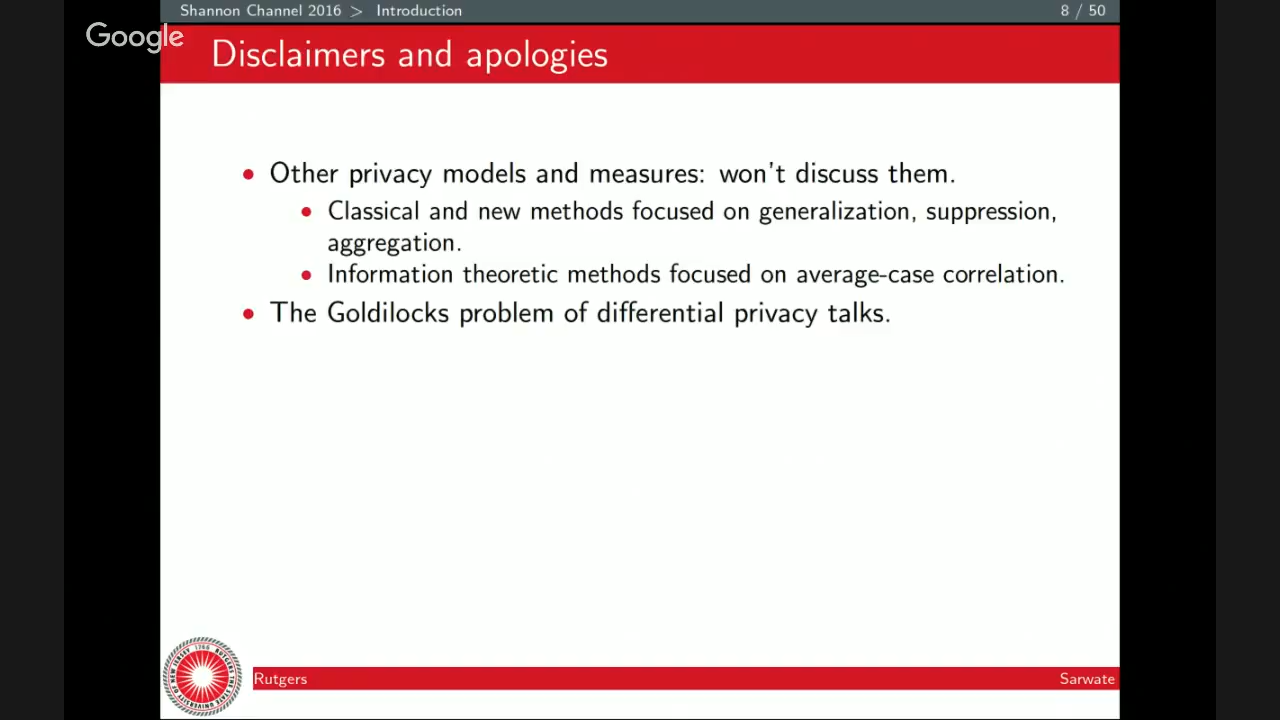 Shannon Channel 2016 > Introduction 8 / 50
Google
Disclaimers and apologies
• Other privacy models and measures: won't discuss them.
• Classical and new methods focused on generalization, suppression,
aggregation.
• Information theoretic methods focused on average-case correlation.
• The Goldilocks problem of differential privacy talks.
1766
Rutgers Sarwate